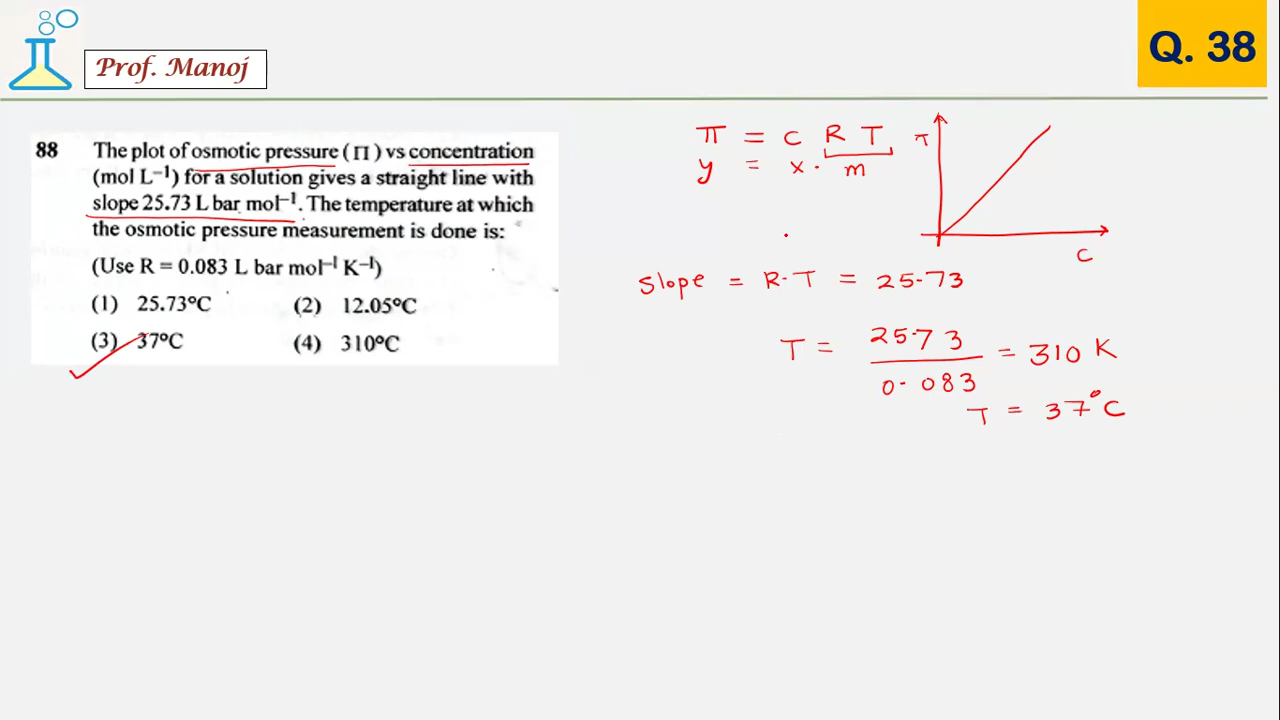 Prof. Manoj
Q. 38
88 The plot of osmotic pressure (Π) vs concentration
(mol L⁻¹) for a solution gives a straight line with
slope 25.73 L bar mol⁻¹. The temperature at which
the osmotic pressure measurement is done is:
(Use R = 0.083 L bar mol⁻¹ K⁻¹)
(1) 25.73°C (2) 12.05°C
(3) 37°C (4) 310°C
π = C R T
y = x . m
π
C
Slope = R·T = 25.73
T = 25.73 / 0.083 = 310 K
T = 37°C